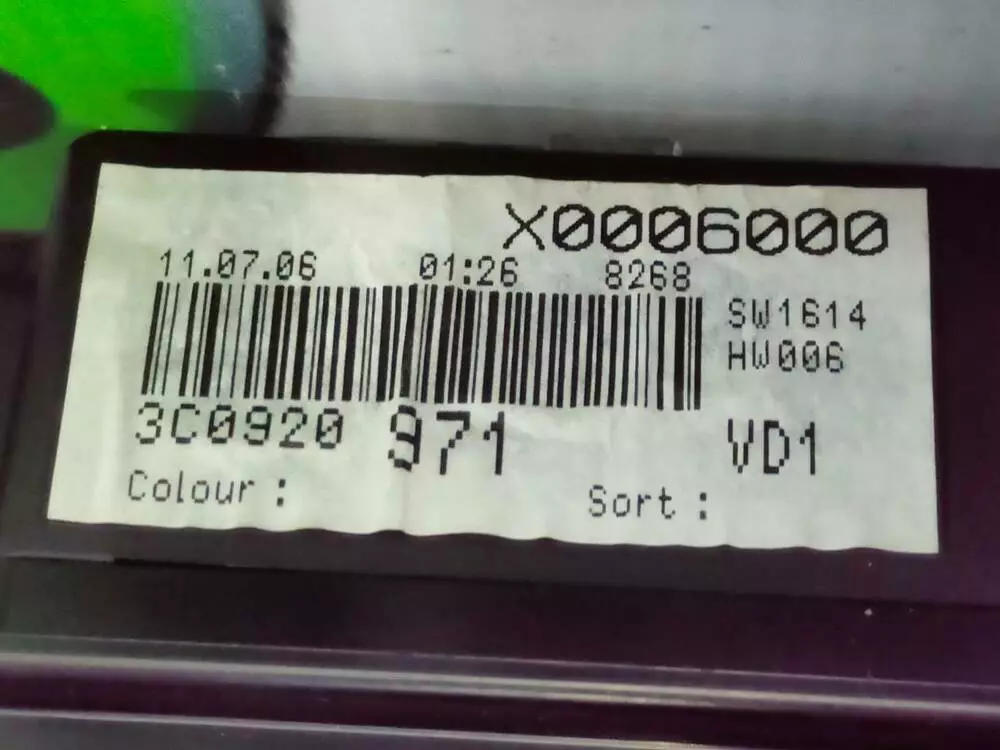 X0006000
11.07.06 01:26 8268
SW1614
HW006
3C0920 971 VD1
Colour : Sort :